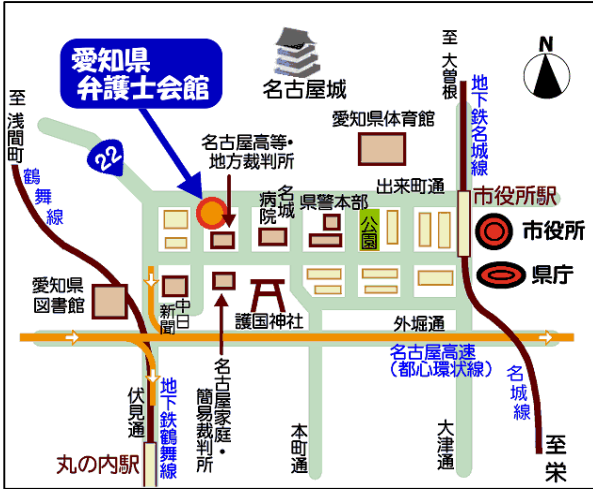 愛知県
弁護士会館
名古屋城
至 大曽根
N
至 浅間町
鶴舞線
22
名古屋高等・
地方裁判所
愛知県体育館
地下鉄名城線
出来町通
市役所駅
名城
病院
県警本部
公園
市役所
県庁
愛知県
図書館
中日
新聞
護国神社
外堀通
名古屋高速
(都心環状線)
名古屋家庭・
簡易裁判所
伏見通
地下鉄鶴舞線
丸の内駅
本町通
大津通
名城線
至 栄